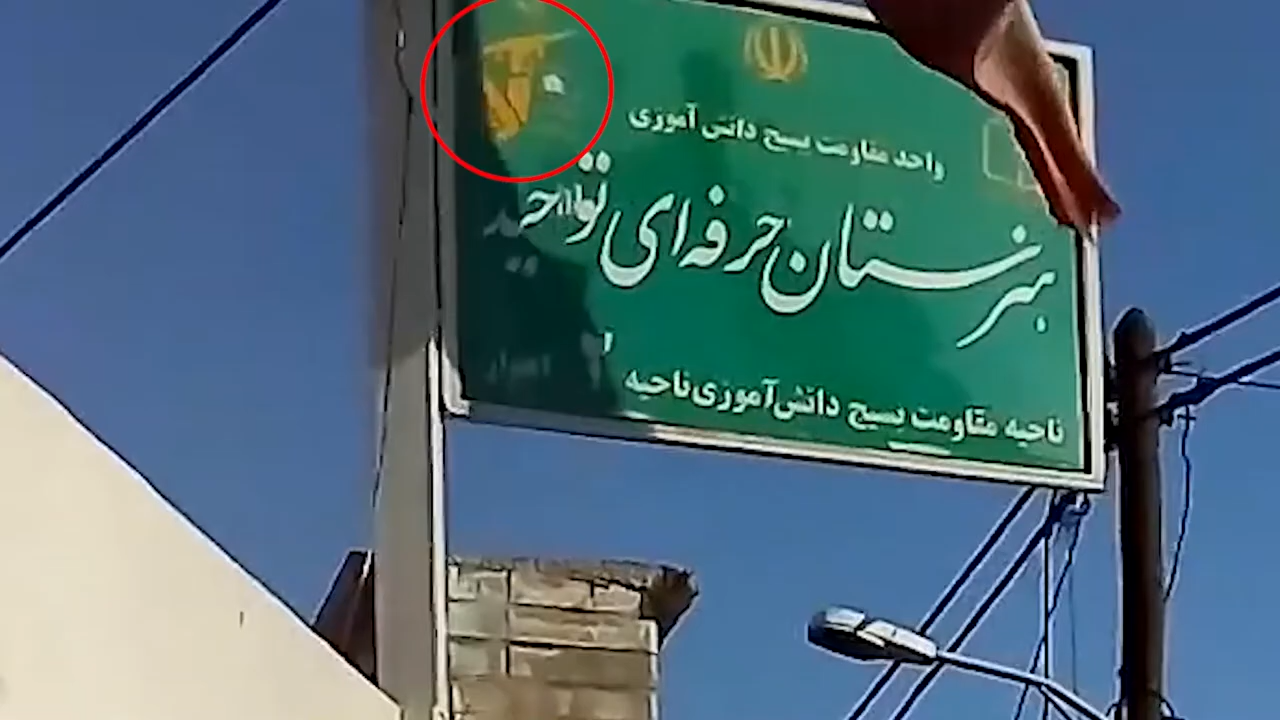 واحد مقاومت بسیج دانش آموزی
هنرستان حرفه‌ای توحید
ناحیه مقاومت بسیج دانش‌آموزی ناحیه